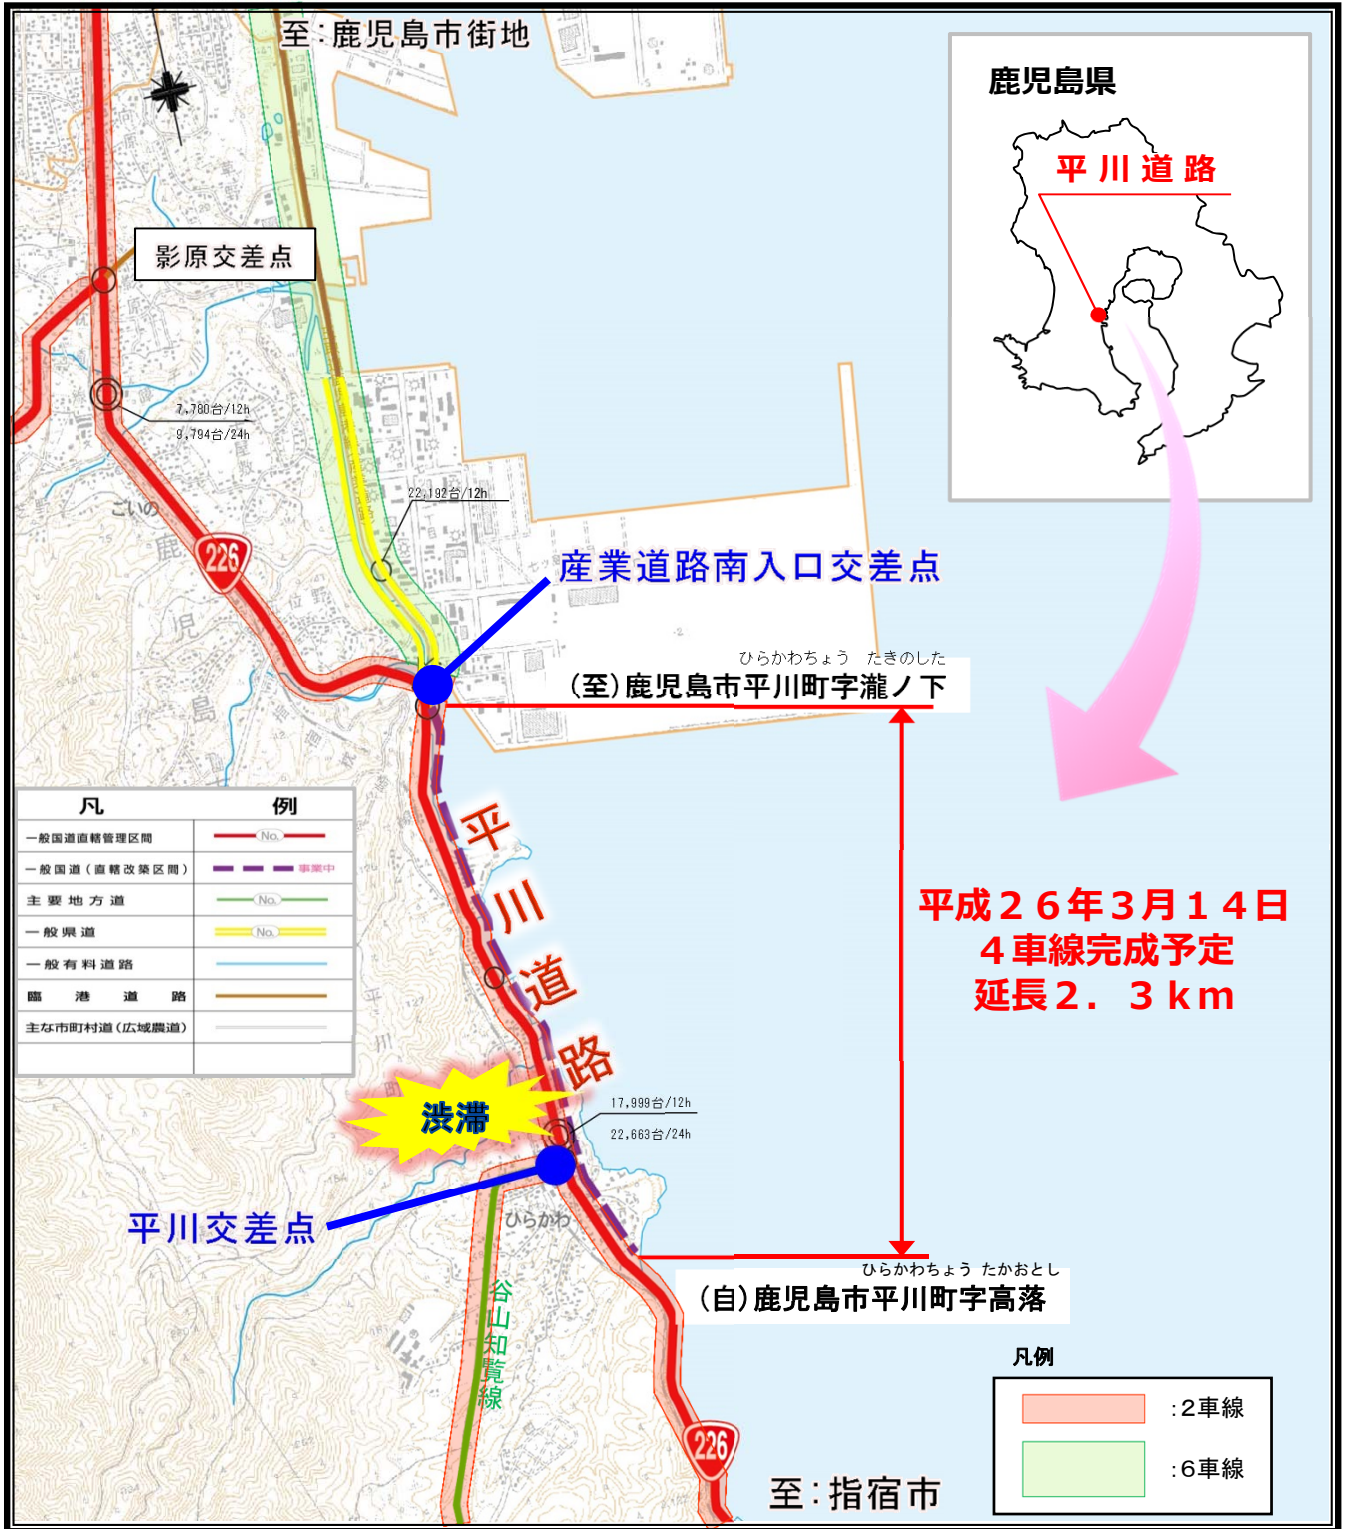 至：鹿児島市街地
鹿児島県
平川道路
影原交差点
7,780台/12h
9,794台/24h
22,192台/12h
226
産業道路南入口交差点
ひらかわちょう　たきのした
(至)鹿児島市平川町字瀧ノ下
凡　例
一般国道直轄管理区間
No.
一般国道(直轄改築区間)
事業中
主要地方道
No.
一般県道
No.
一般有料道路
臨港道路
主な市町村道(広域農道)
平川道路
平成26年3月14日
4車線完成予定
延長2.3km
渋滞
17,999台/12h
22,663台/24h
平川交差点
ひらかわ
谷山知覧線
ひらかわちょう　たかおとし
(自)鹿児島市平川町字高落
凡例
:2車線
:6車線
226
至：指宿市